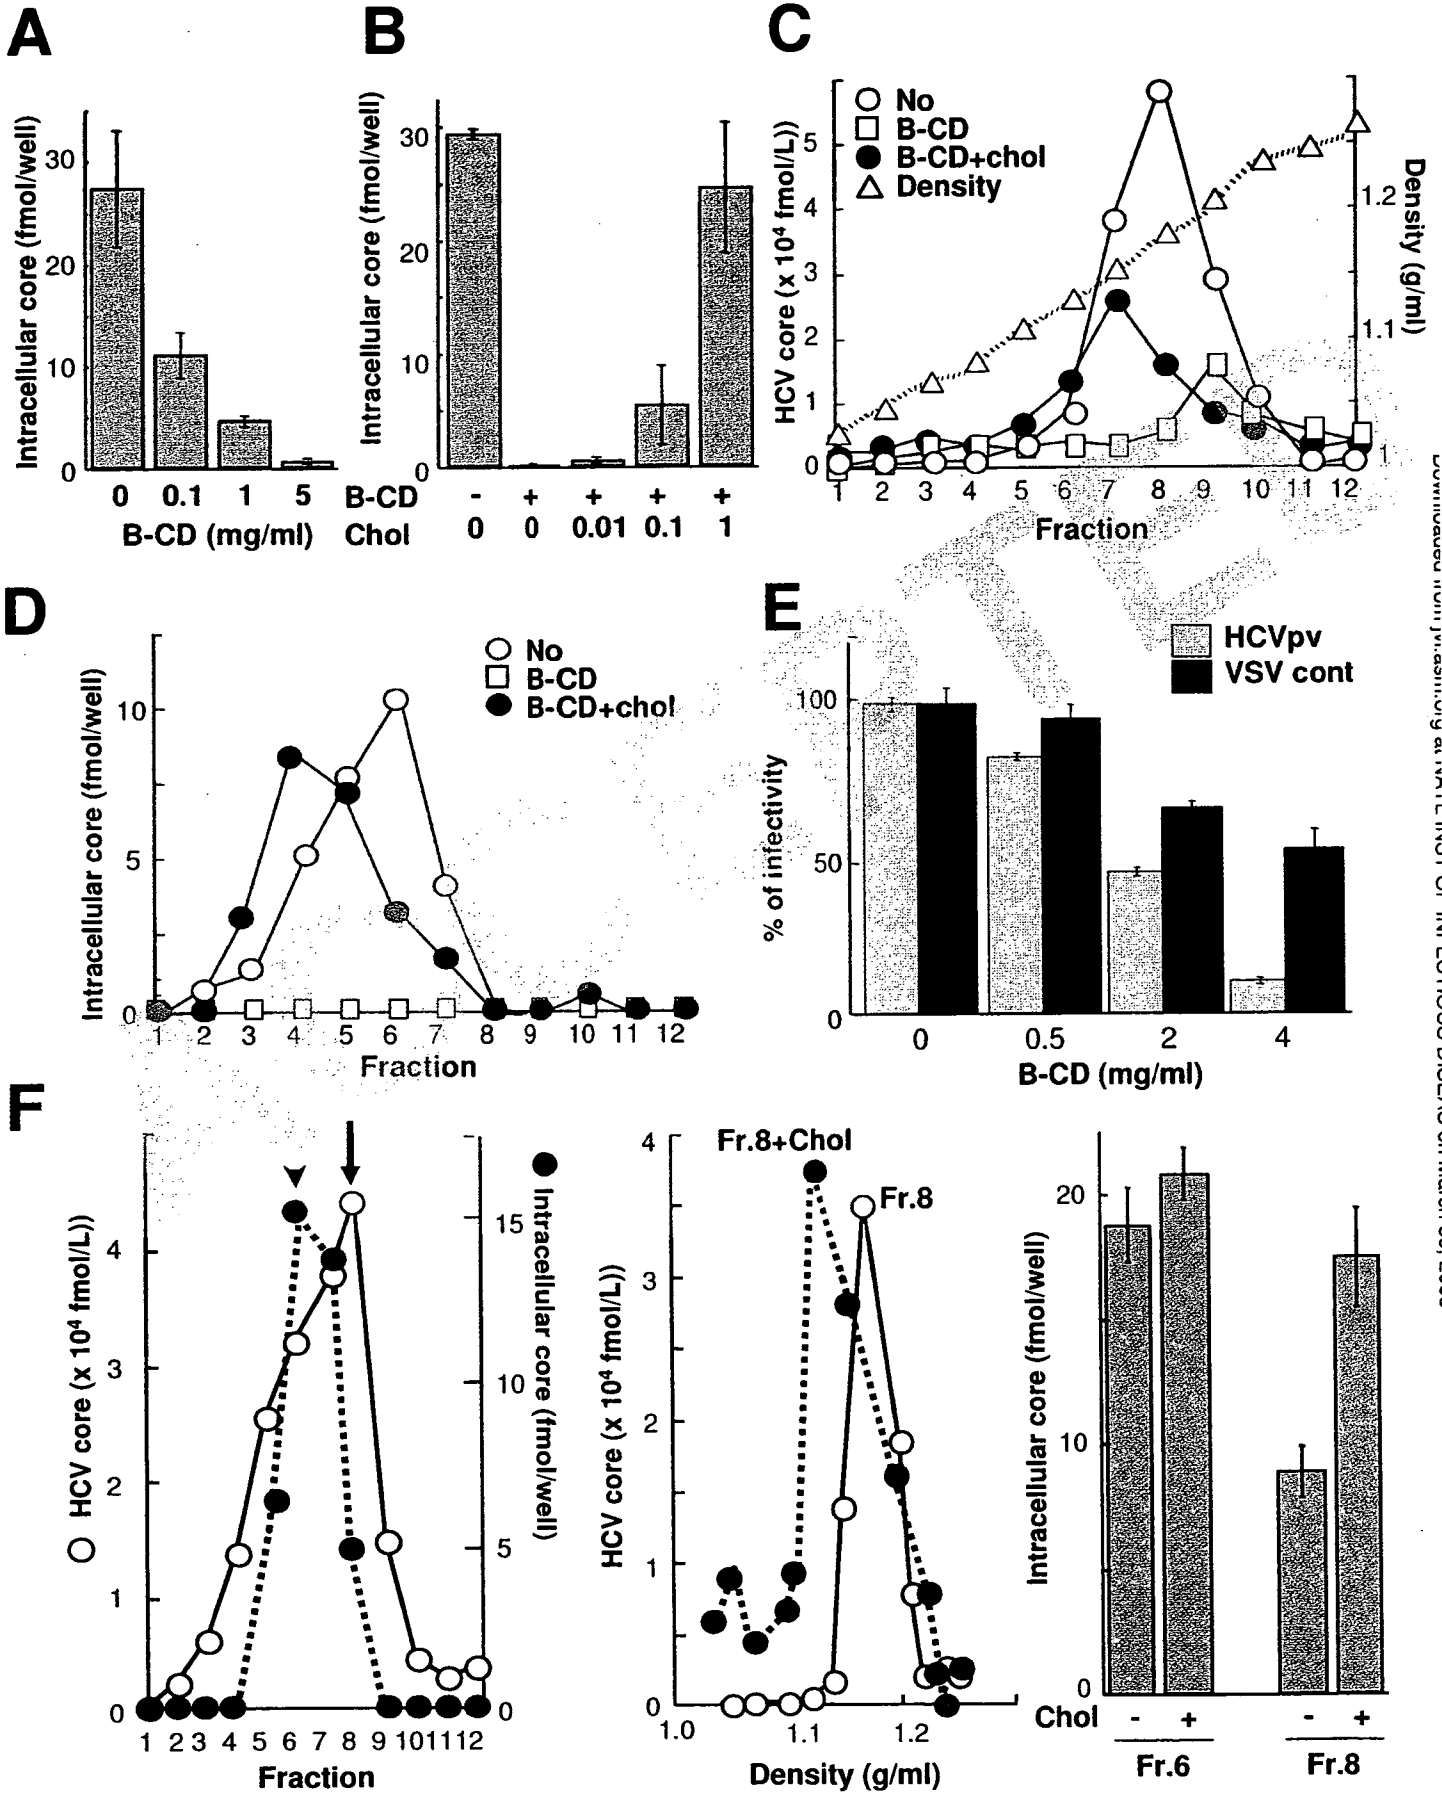 A
Intracellular core (fmol/well)
30
20
10
0
0 0.1 1 5
B-CD (mg/ml)
B
Intracellular core (fmol/well)
30
20
10
0
B-CD - + + + +
Chol 0 0 0.01 0.1 1
C
No
B-CD
B-CD+chol
Density
HCV core (x 10⁴ fmol/L))
5
4
3
2
1
0
Density (g/ml)
1.2
1.1
1
1 2 3 4 5 6 7 8 9 10 11 12
Fraction
D
No
B-CD
B-CD+chol
Intracellular core (fmol/well)
10
5
0
1 2 3 4 5 6 7 8 9 10 11 12
Fraction
E
HCVpv
VSV cont
% of infectivity
100
50
0
0 0.5 2 4
B-CD (mg/ml)
F
HCV core (x 10⁴ fmol/L))
4
3
2
1
0
Intracellular core (fmol/well)
15
10
5
0
1 2 3 4 5 6 7 8 9 10 11 12
Fraction
Fr.8+Chol
Fr.8
HCV core (x 10⁴ fmol/L))
4
3
2
1
0
1.0 1.1 1.2
Density (g/ml)
Intracellular core (fmol/well)
20
10
0
Chol - + - +
Fr.6 Fr.8